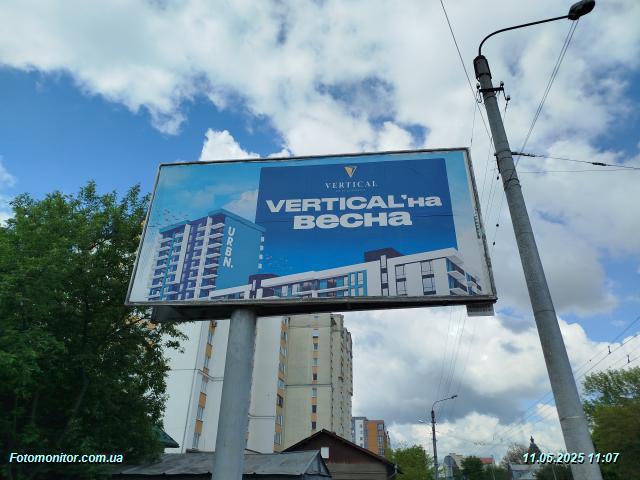 VERTICAL
VERTICAL'на
весна
URBN.
Fotomonitor.com.ua
11.05.2025 11:07